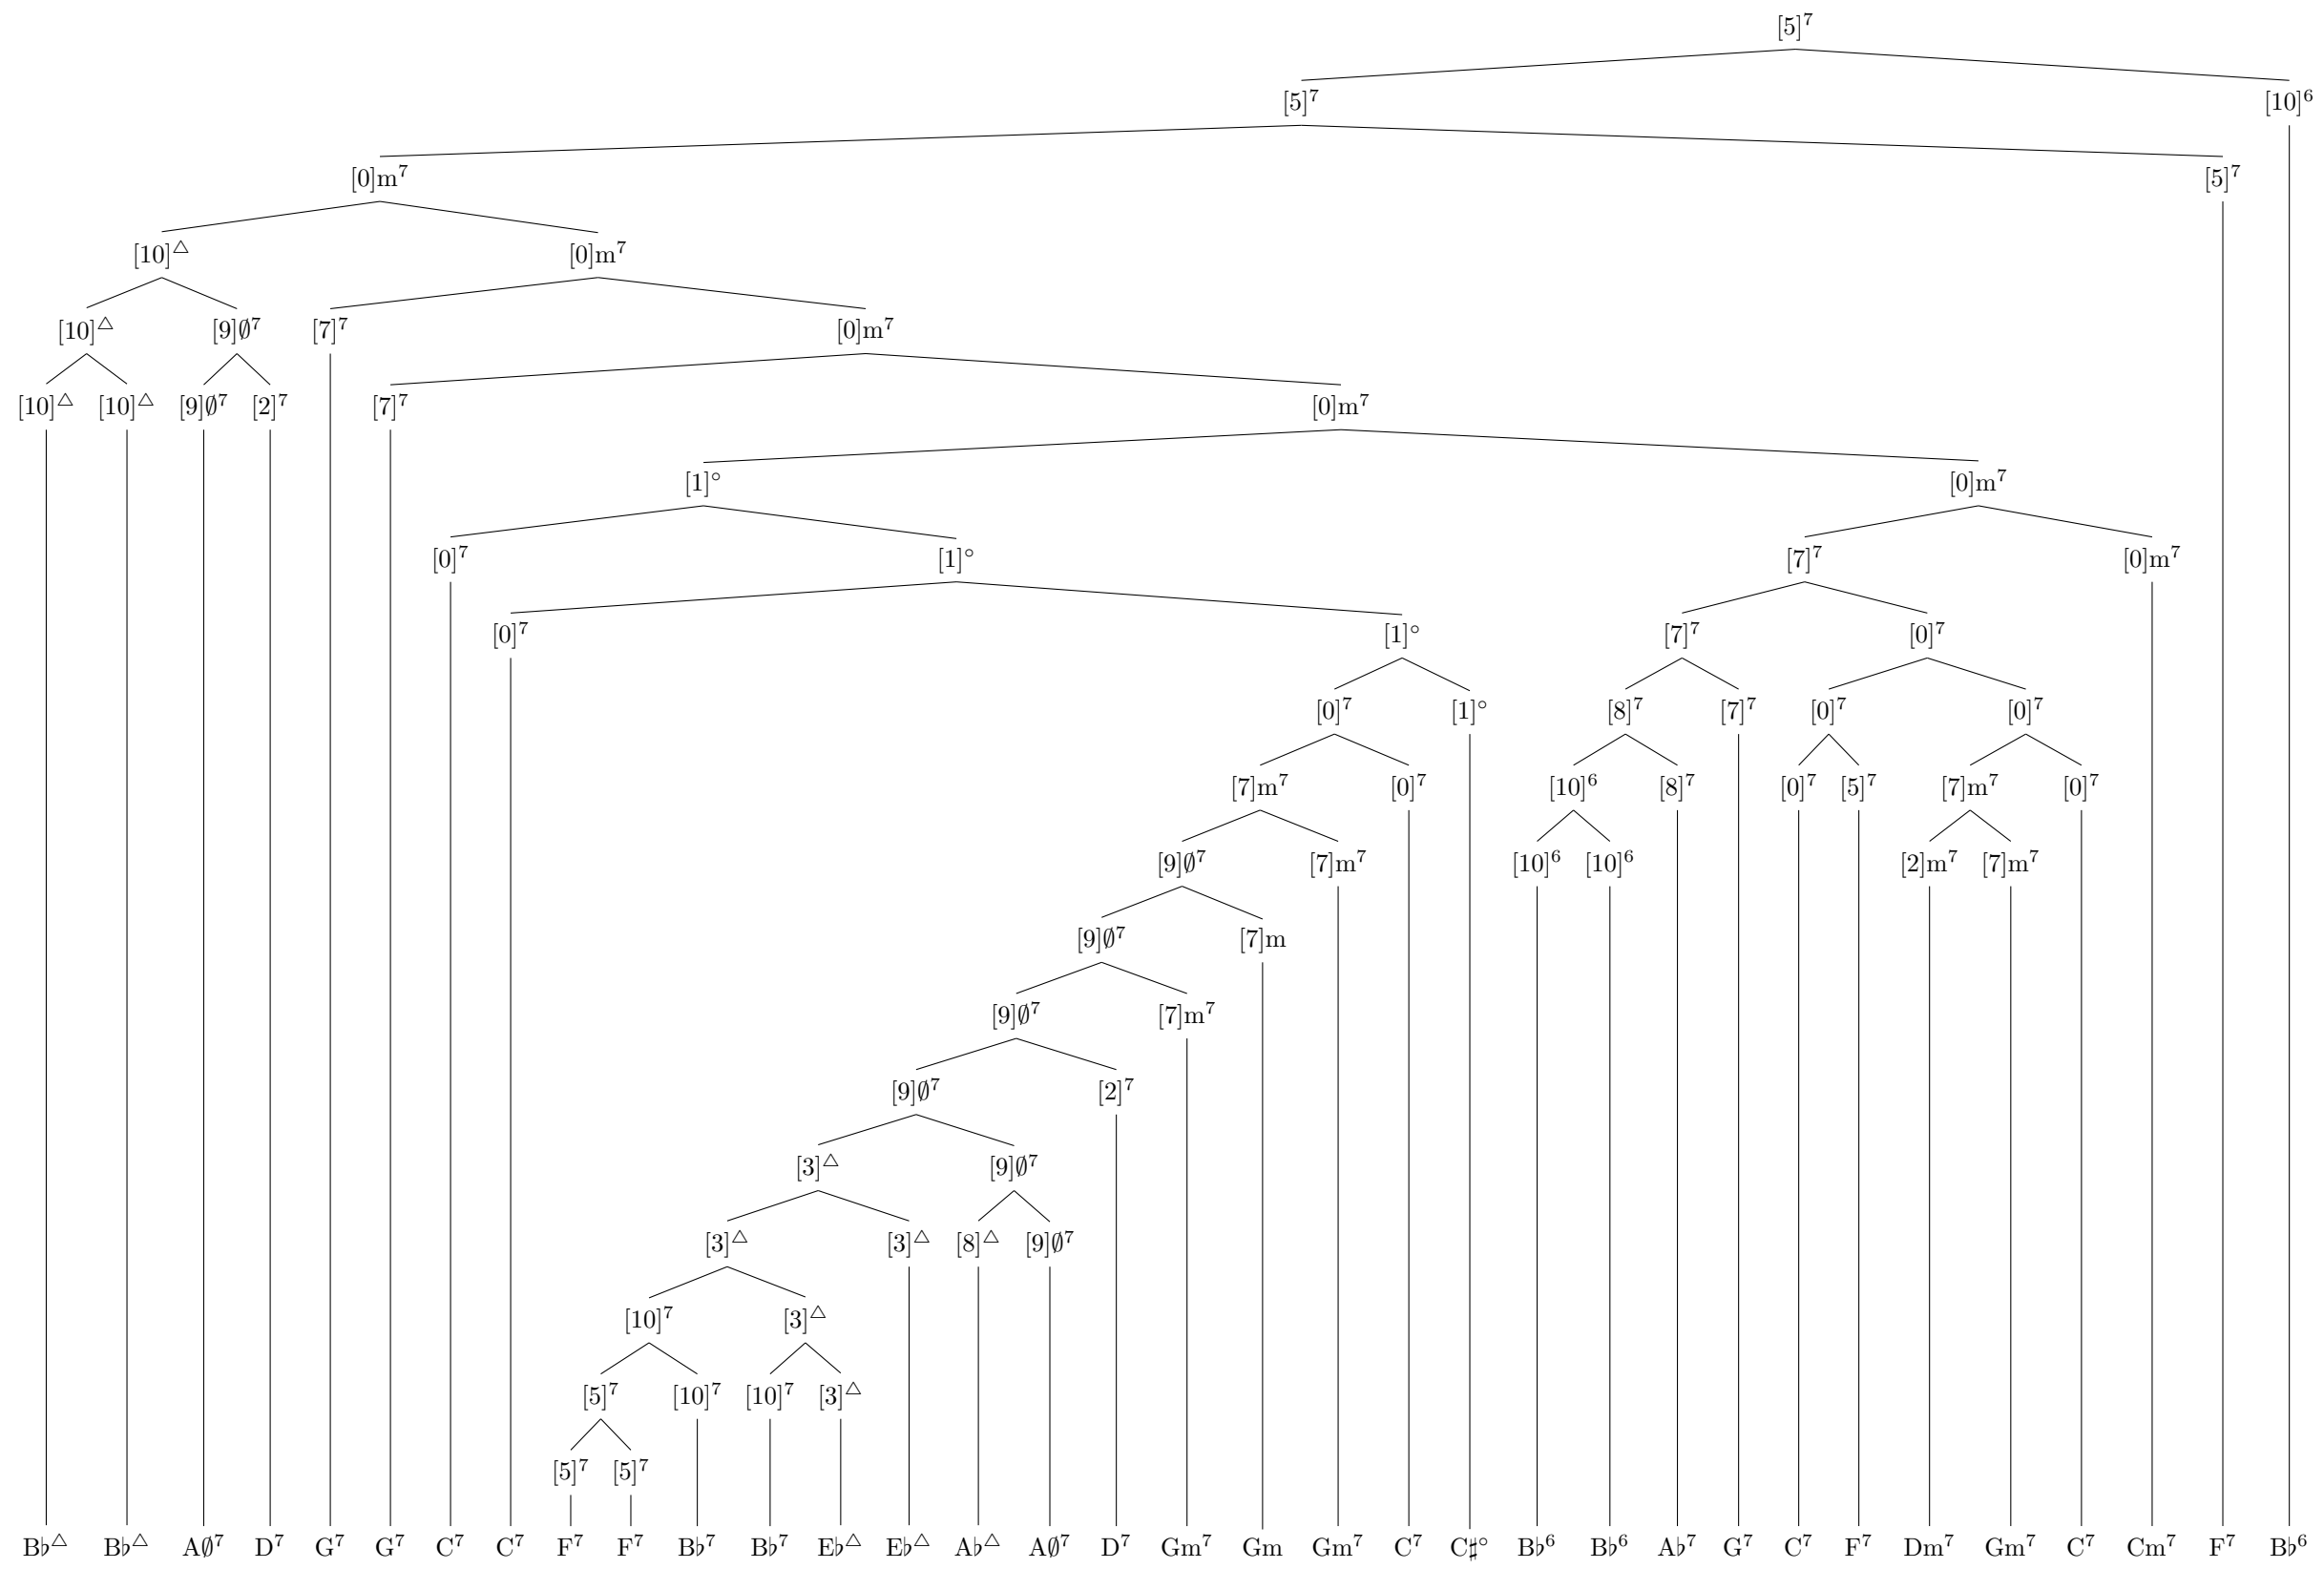 [5]⁷
[5]⁷ [10]⁶
[0]m⁷ [5]⁷
[10]△ [0]m⁷
[10]△ [9]∅⁷ [7]⁷ [0]m⁷
[10]△ [10]△ [9]∅⁷ [2]⁷ [7]⁷ [0]m⁷
[1]° [0]m⁷
[0]⁷ [1]° [7]⁷ [0]m⁷
[0]⁷ [1]° [7]⁷ [0]⁷
[0]⁷ [1]° [8]⁷ [7]⁷ [0]⁷ [0]⁷
[7]m⁷ [0]⁷ [10]⁶ [8]⁷ [0]⁷ [5]⁷ [7]m⁷ [0]⁷
[9]∅⁷ [7]m⁷ [10]⁶ [10]⁶ [2]m⁷ [7]m⁷
[9]∅⁷ [7]m
[9]∅⁷ [7]m⁷
[9]∅⁷ [2]⁷
[3]△ [9]∅⁷
[3]△ [3]△ [8]△ [9]∅⁷
[10]⁷ [3]△
[5]⁷ [10]⁷ [10]⁷ [3]△
[5]⁷ [5]⁷
B♭△ B♭△ A∅⁷ D⁷ G⁷ G⁷ C⁷ C⁷ F⁷ F⁷ B♭⁷ B♭⁷ E♭△ E♭△ A♭△ A∅⁷ D⁷ Gm⁷ Gm Gm⁷ C⁷ C♯° B♭⁶ B♭⁶ A♭⁷ G⁷ C⁷ F⁷ Dm⁷ Gm⁷ C⁷ Cm⁷ F⁷ B♭⁶